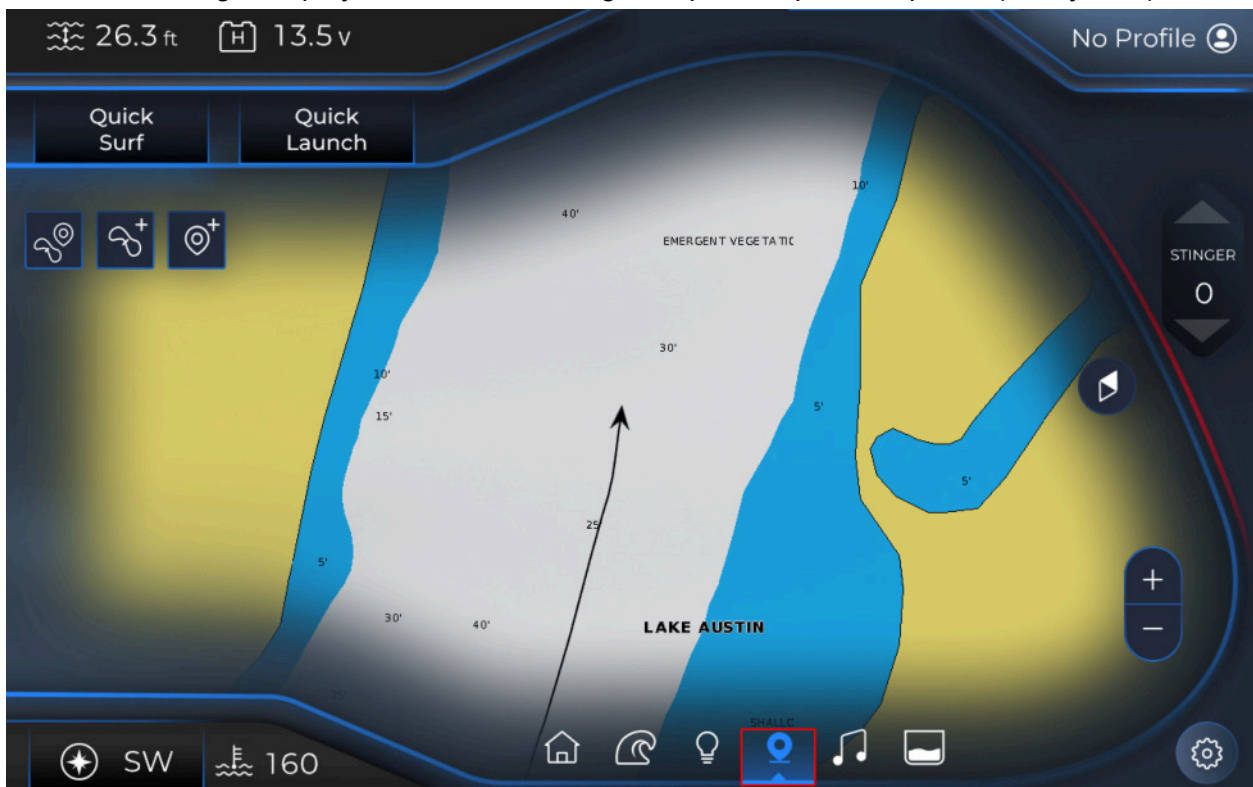 26.3 ft
H 13.5 v
No Profile
Quick
Surf
Quick
Launch
10'
40'
EMERGENT VEGETATIC
STINGER
0
30'
10'
15'
5'
5'
25
5'
30'
40'
LAKE AUSTIN
SHALLC
SW
160